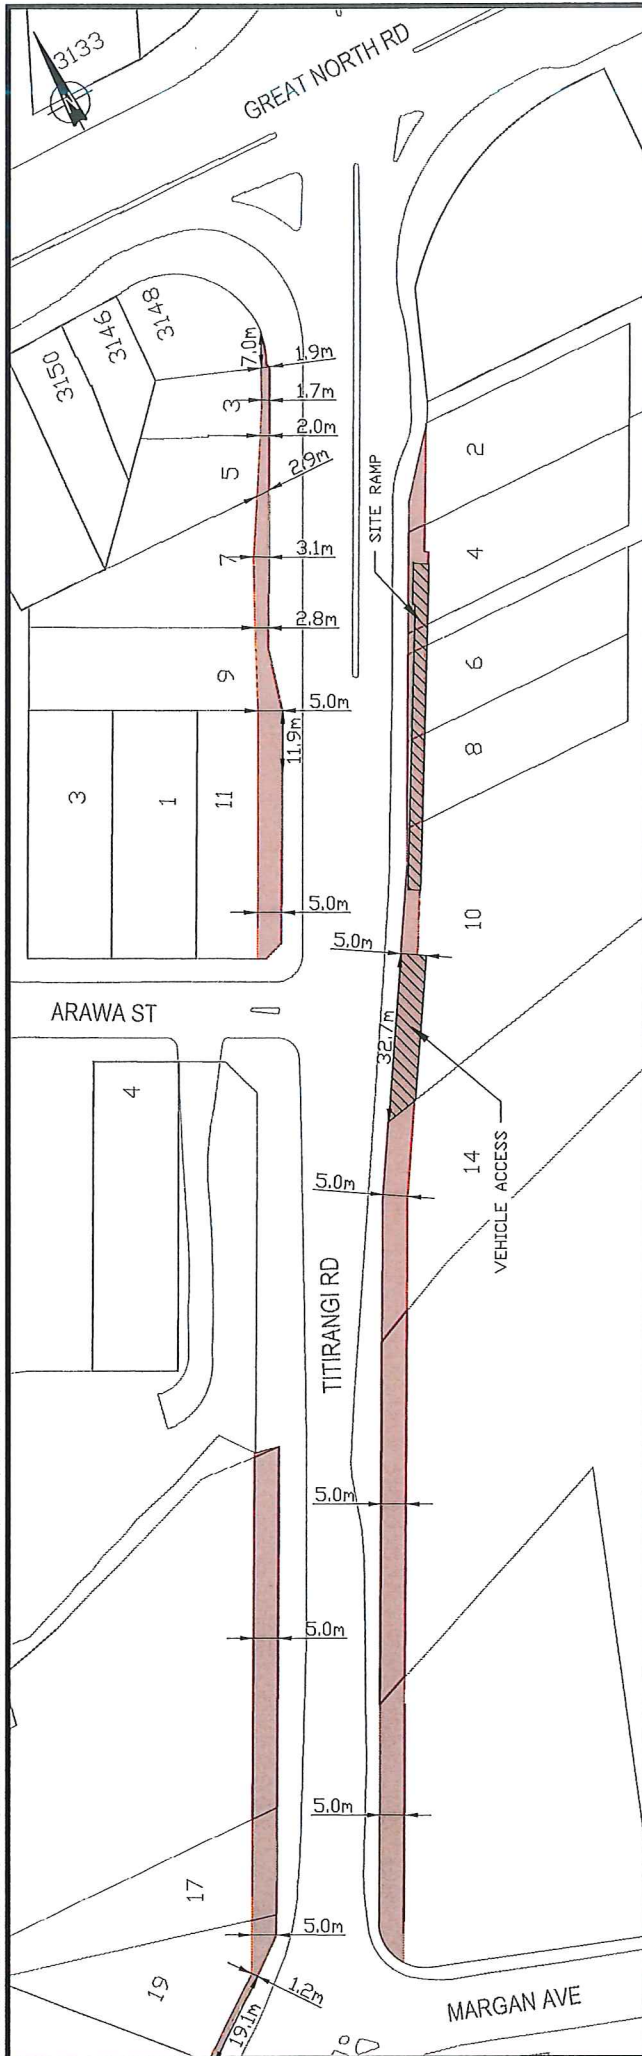 3133
N
GREAT NORTH RD
3148
3146
3150
7.0m
1.9m
3
1.7m
2.0m
5
2.9m
2
SITE RAMP
4
7
3.1m
2.8m
6
9
5.0m
11.9m
8
3
1
11
5.0m
10
5.0m
ARAWA ST
32.7m
4
14
VEHICLE ACCESS
5.0m
TITIRANGI RD
5.0m
5.0m
5.0m
17
5.0m
19
1.2m
19.1m
MARGAN AVE